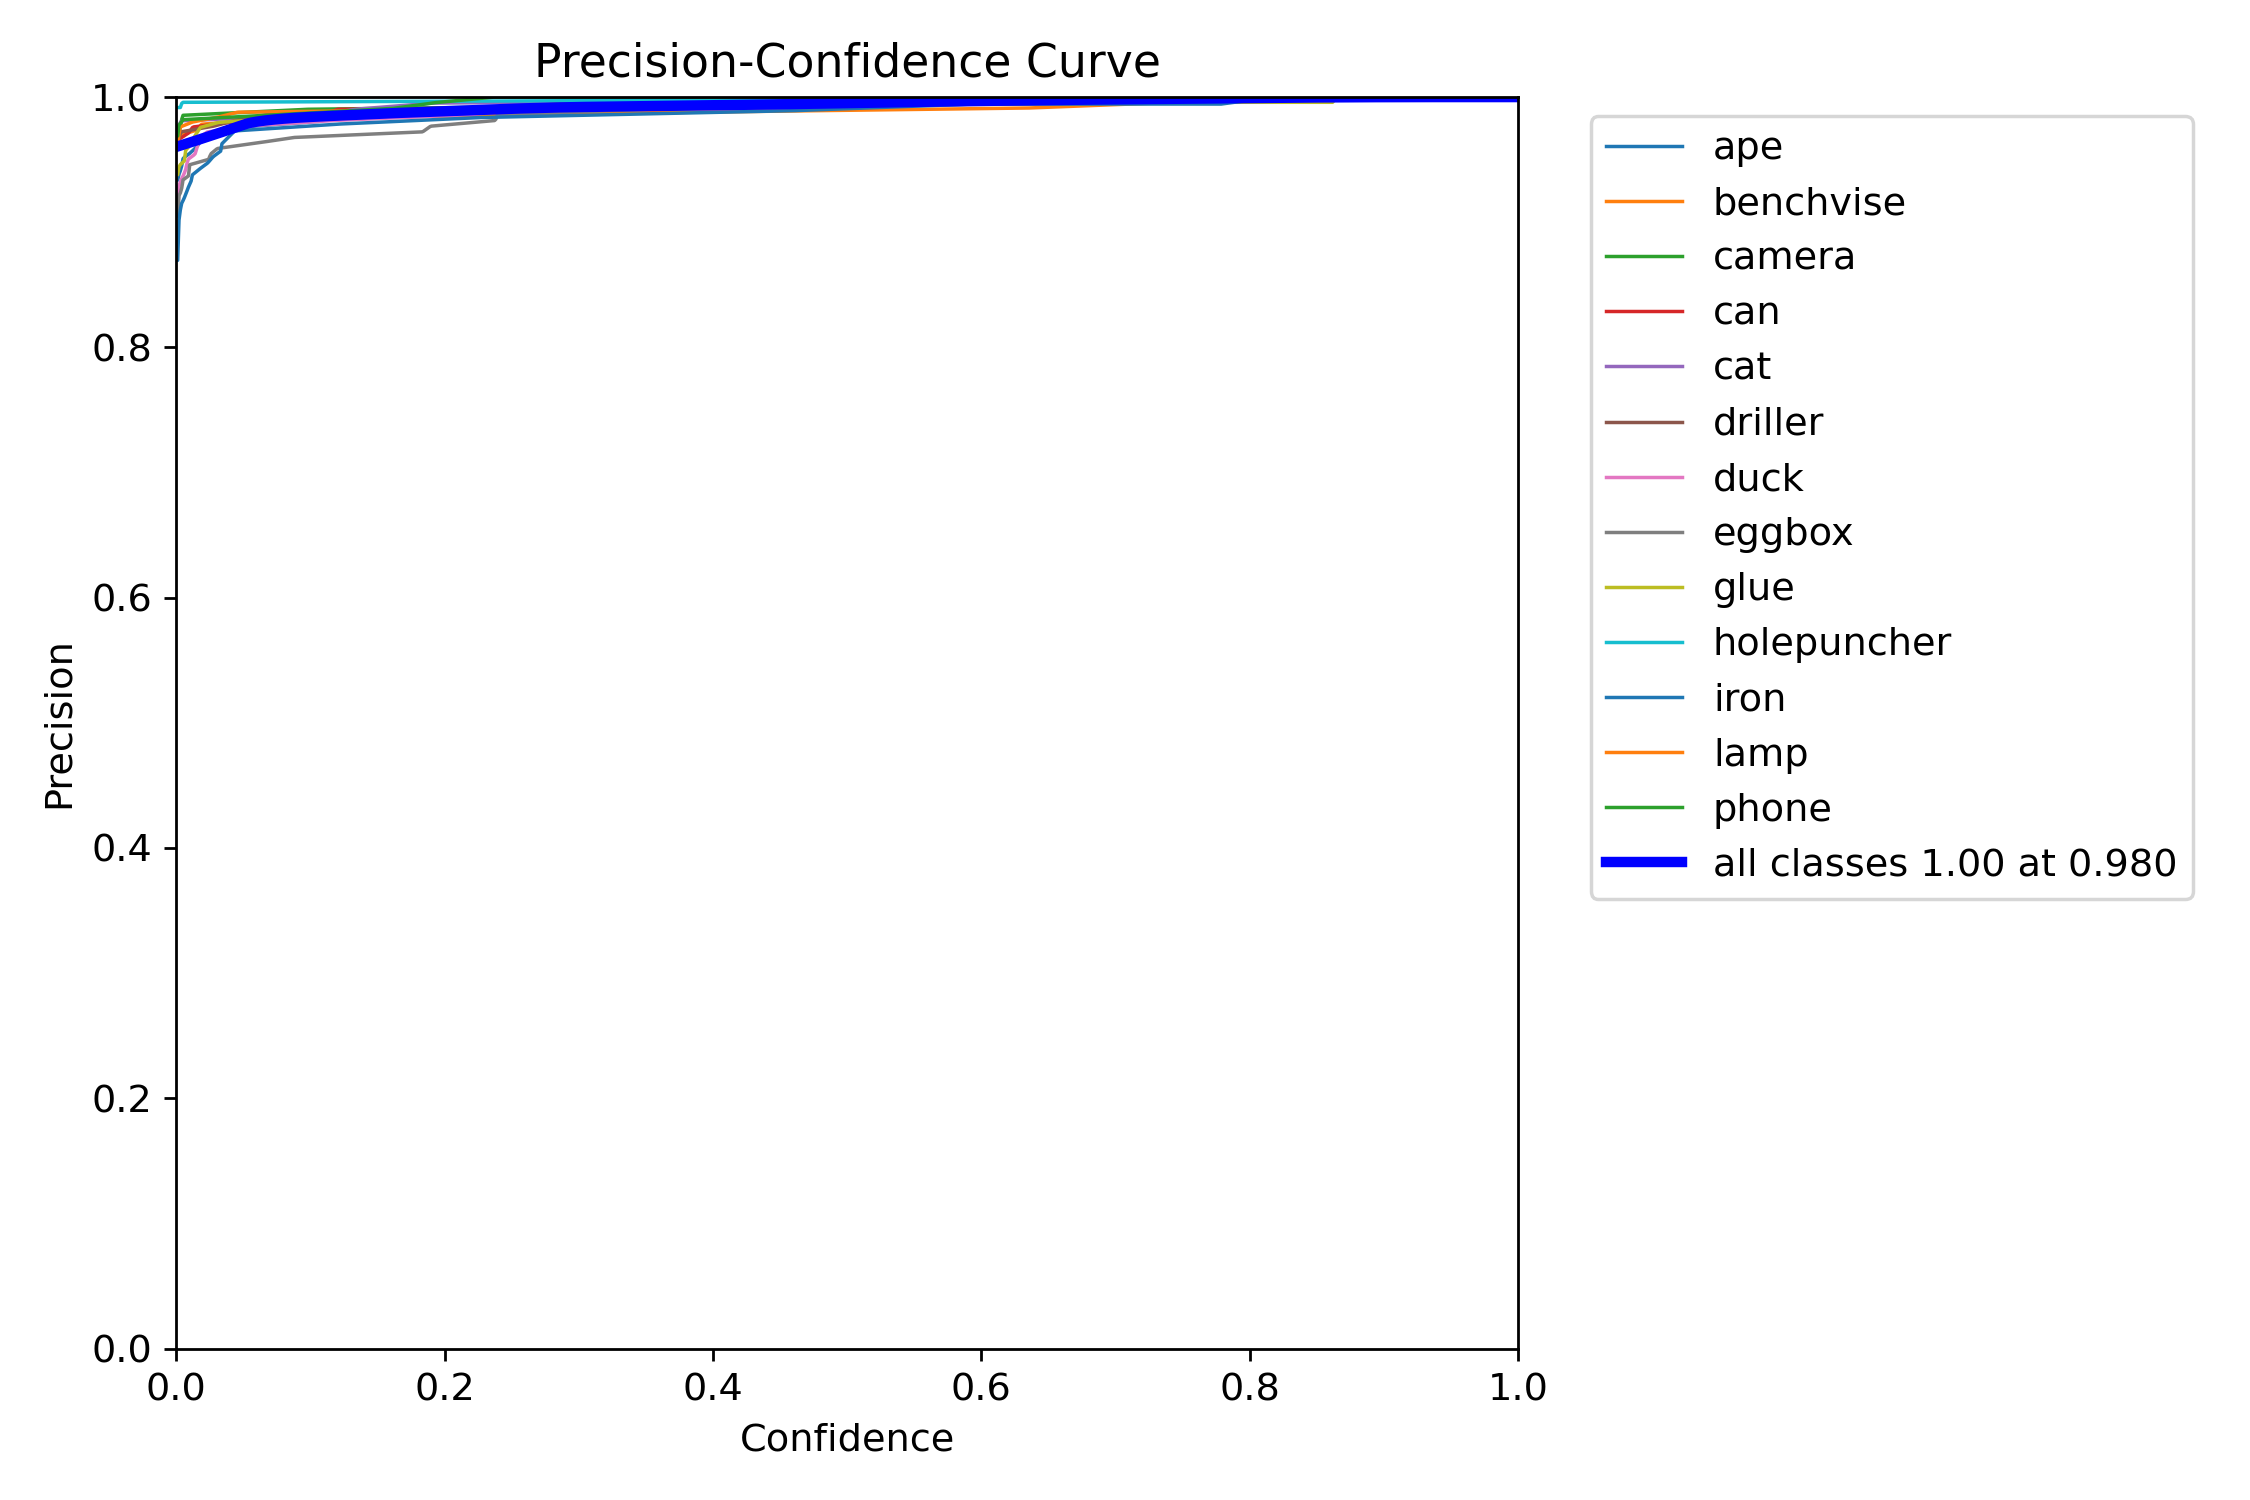 Precision-Confidence Curve
1.0
0.8
0.6
0.4
0.2
0.0
Precision
0.0 0.2 0.4 0.6 0.8 1.0
Confidence
ape
benchvise
camera
can
cat
driller
duck
eggbox
glue
holepuncher
iron
lamp
phone
all classes 1.00 at 0.980